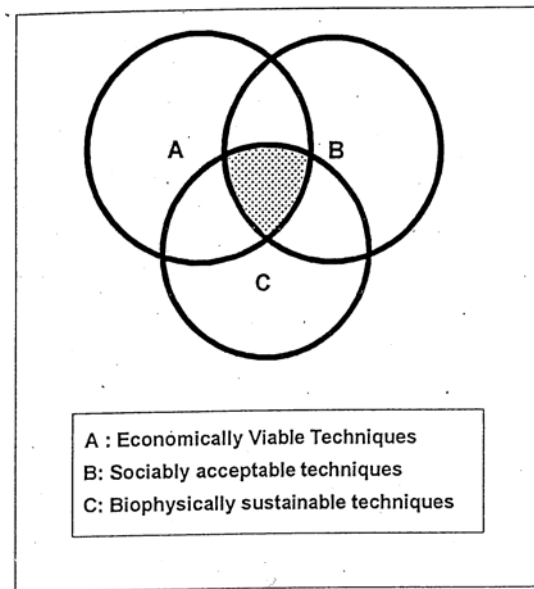 A
B
C
A : Economically Viable Techniques
B: Sociably acceptable techniques
C: Biophysically sustainable techniques